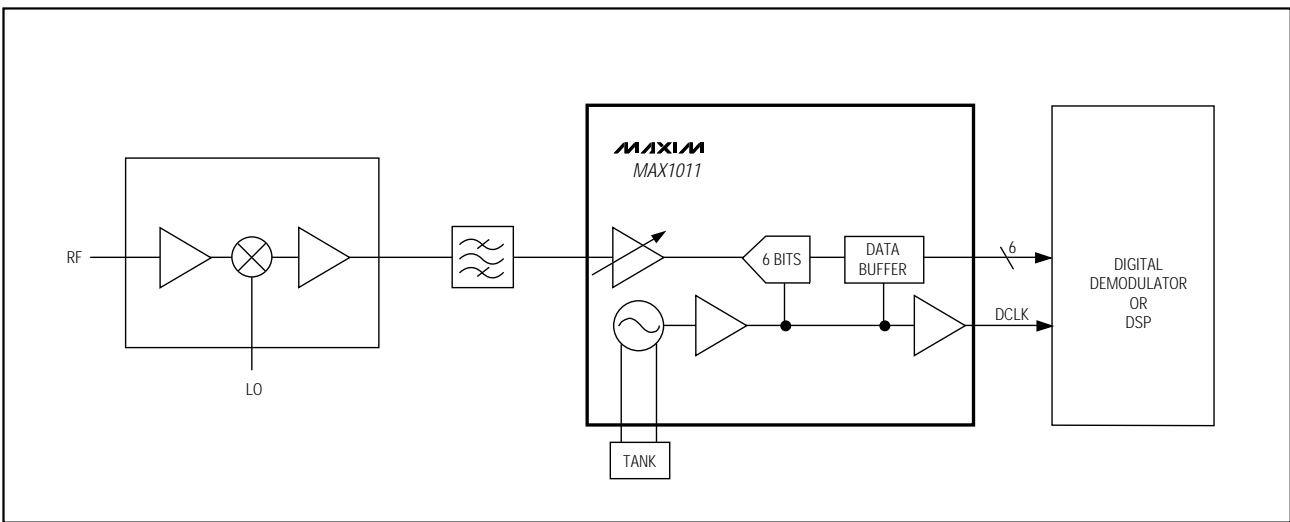 RF
LO
MAXIM
MAX1011
6 BITS
DATA
BUFFER
6
DCLK
TANK
DIGITAL
DEMODULATOR
OR
DSP